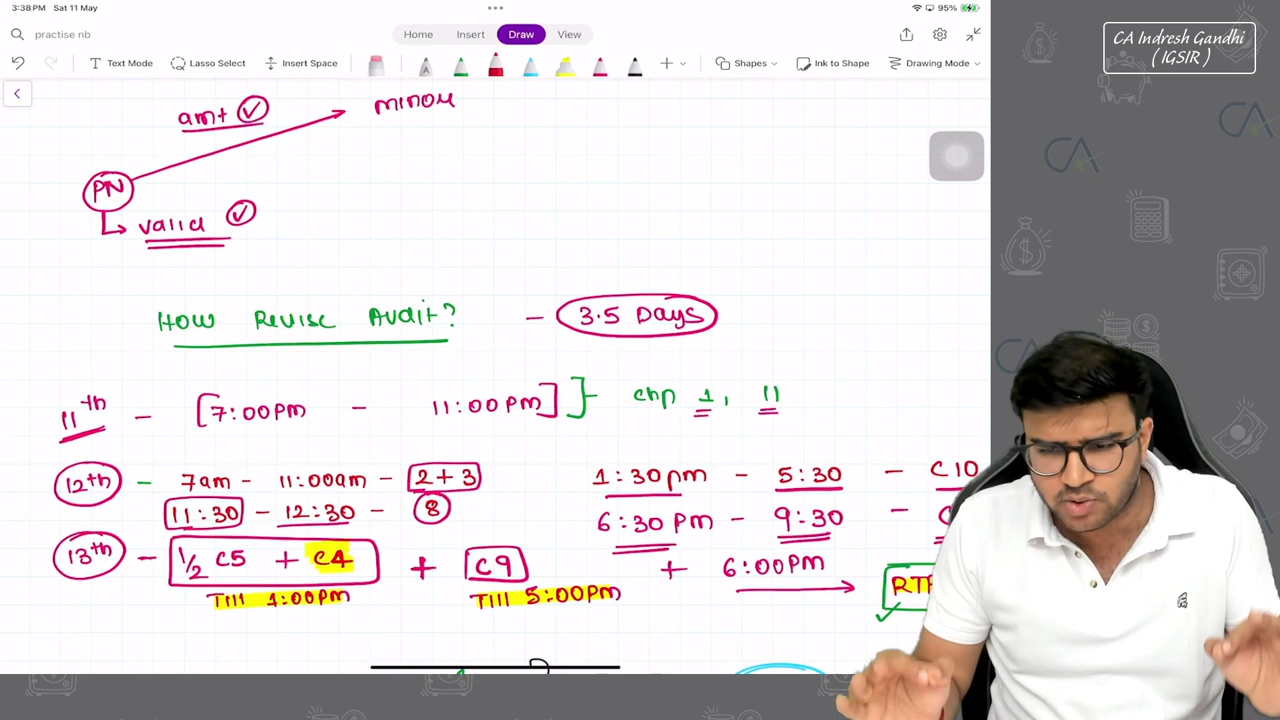 3:38 PM Sat 11 May
95%
practise nb
Home Insert Draw View
Text Mode Lasso Select Insert Space Shapes Ink to Shape Drawing Mode
CA Indresh Gandhi
(IGSIR)
amt
minor
PN
valid
How Revise Audit? - 3.5 Days
11th - [7:00pm - 11:00pm] } - chp 1, 11
12th - 7am - 11:00am - 2+3 1:30pm - 5:30 - C10
11:30 - 12:30 - 8 6:30 pm - 9:30 -
13th - 1/2 C5 + C4 + C9 + 6:00pm
Till 1:00pm Till 5:00pm
CA
CA